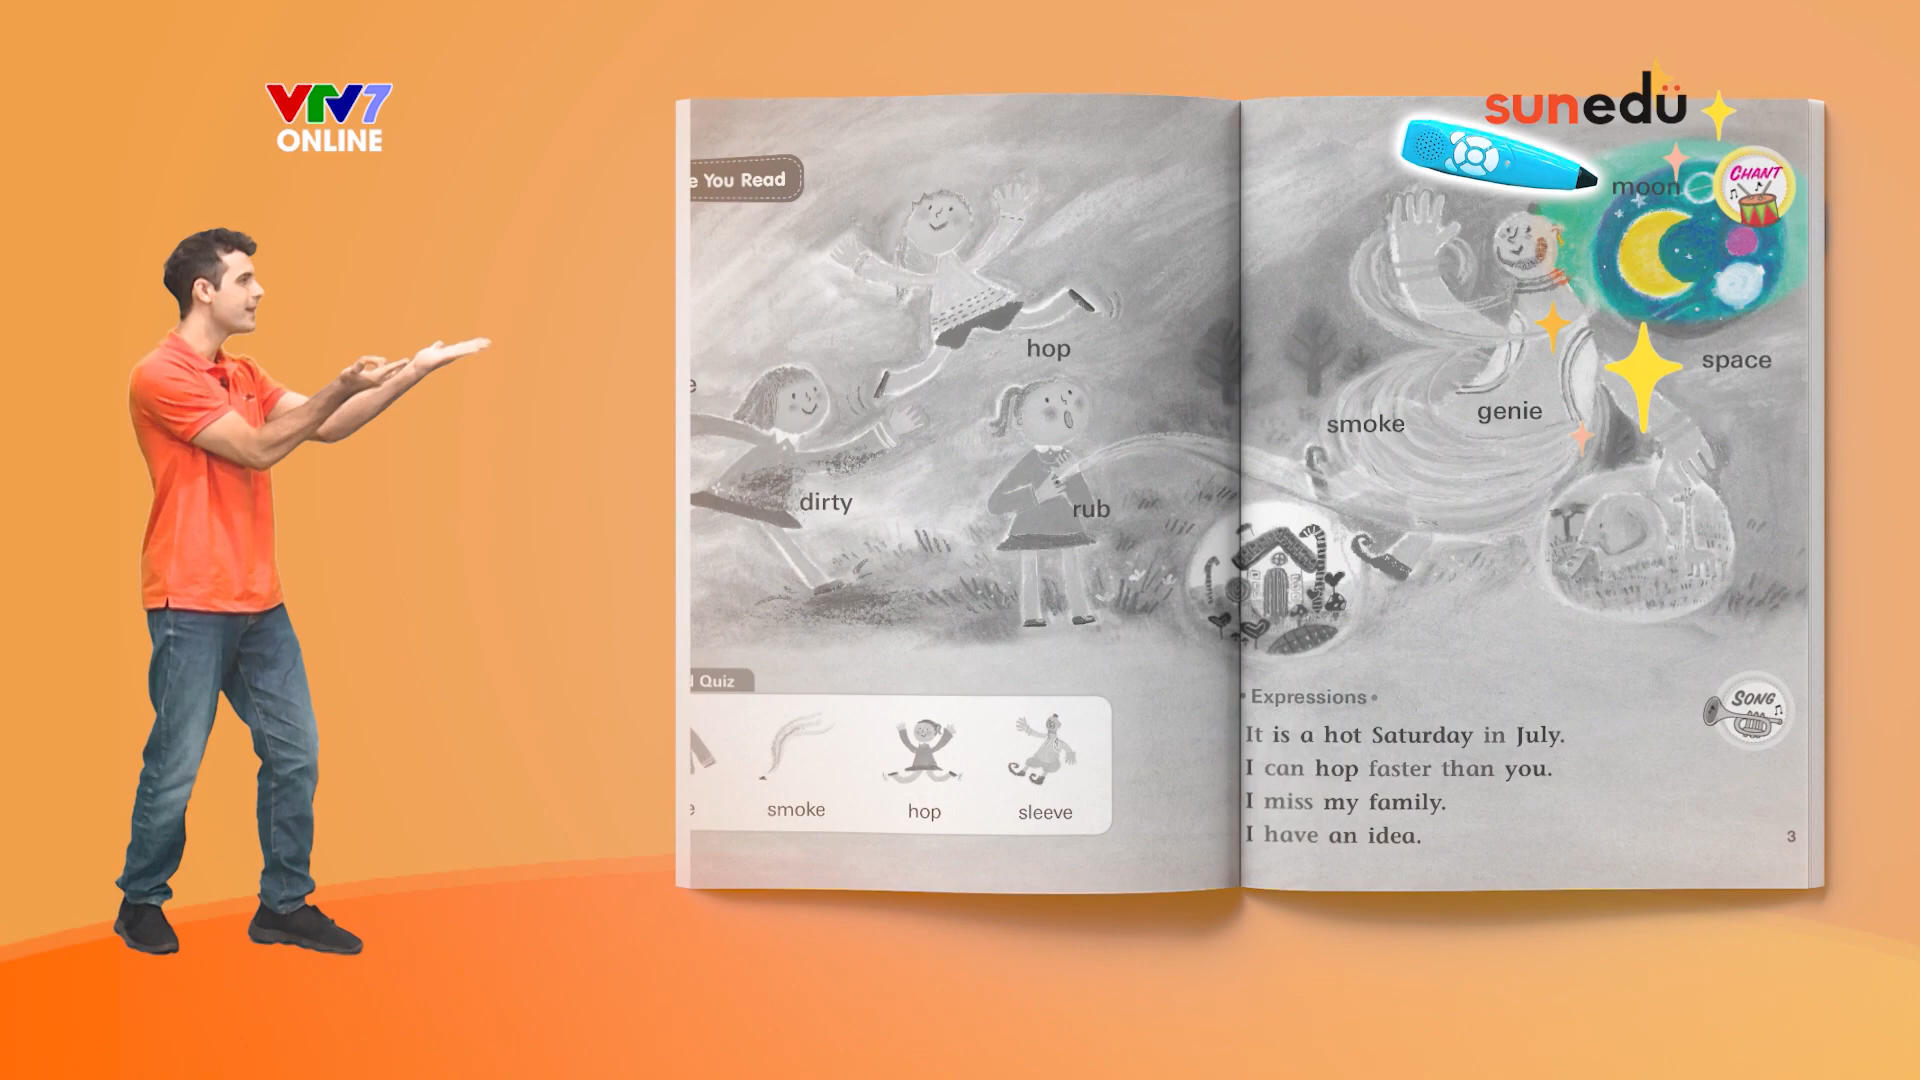 VTV7
ONLINE
sunedü
e You Read
hop
e
dirty
rub
d Quiz
e
smoke
hop
sleeve
moon
CHANT
space
smoke
genie
• Expressions •
It is a hot Saturday in July.
I can hop faster than you.
I miss my family.
I have an idea.
SONG
3